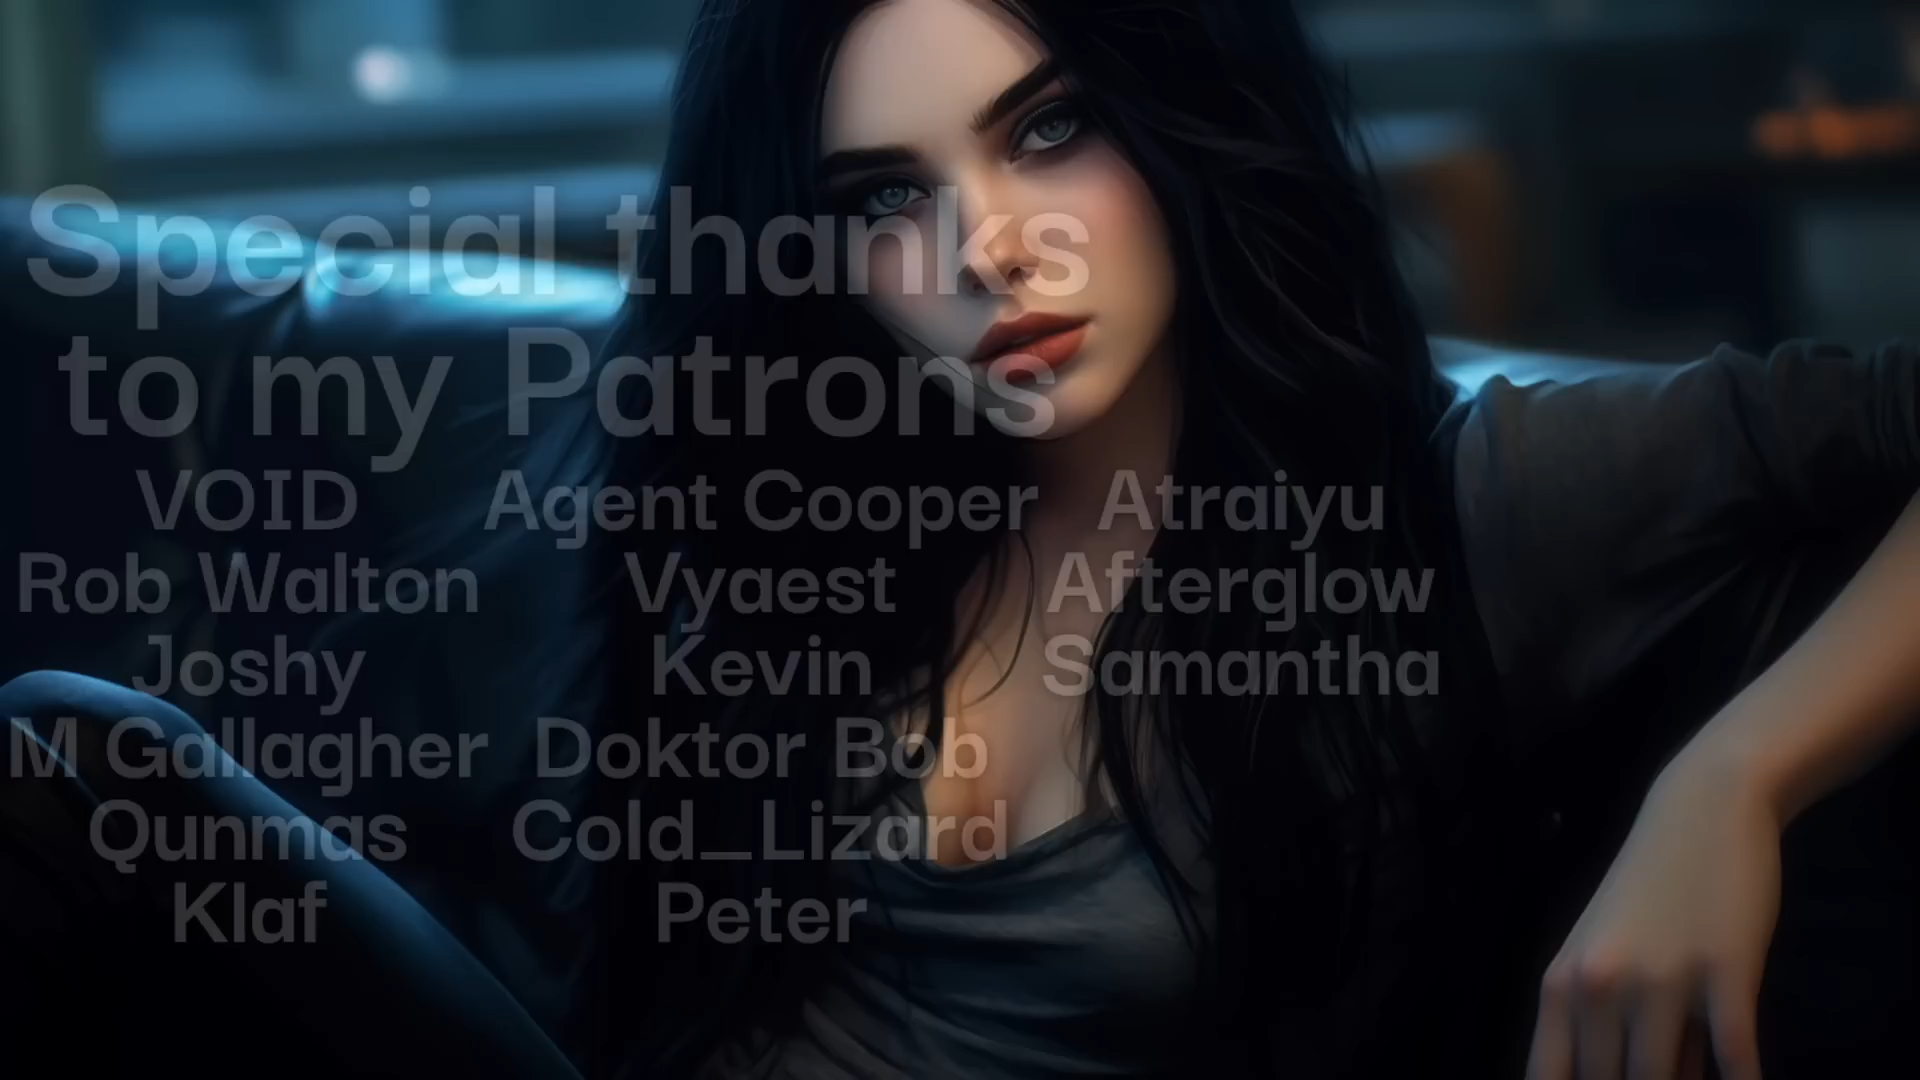 Special thanks
to my Patrons
VOID Agent Cooper Atraiyu
Rob Walton Vyaest Afterglow
Joshy Kevin Samantha
M Gallagher Doktor Bob
Qunmas Cold_Lizard
Klaf Peter